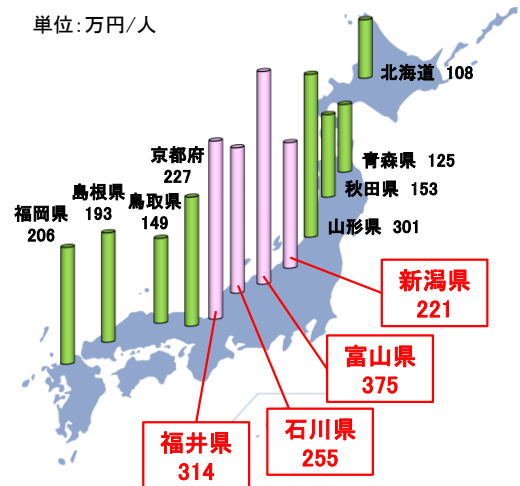 単位：万円/人
北海道 108
青森県 125
秋田県 153
山形県 301
京都府
227
島根県
193
鳥取県
149
福岡県
206
新潟県
221
富山県
375
石川県
255
福井県
314